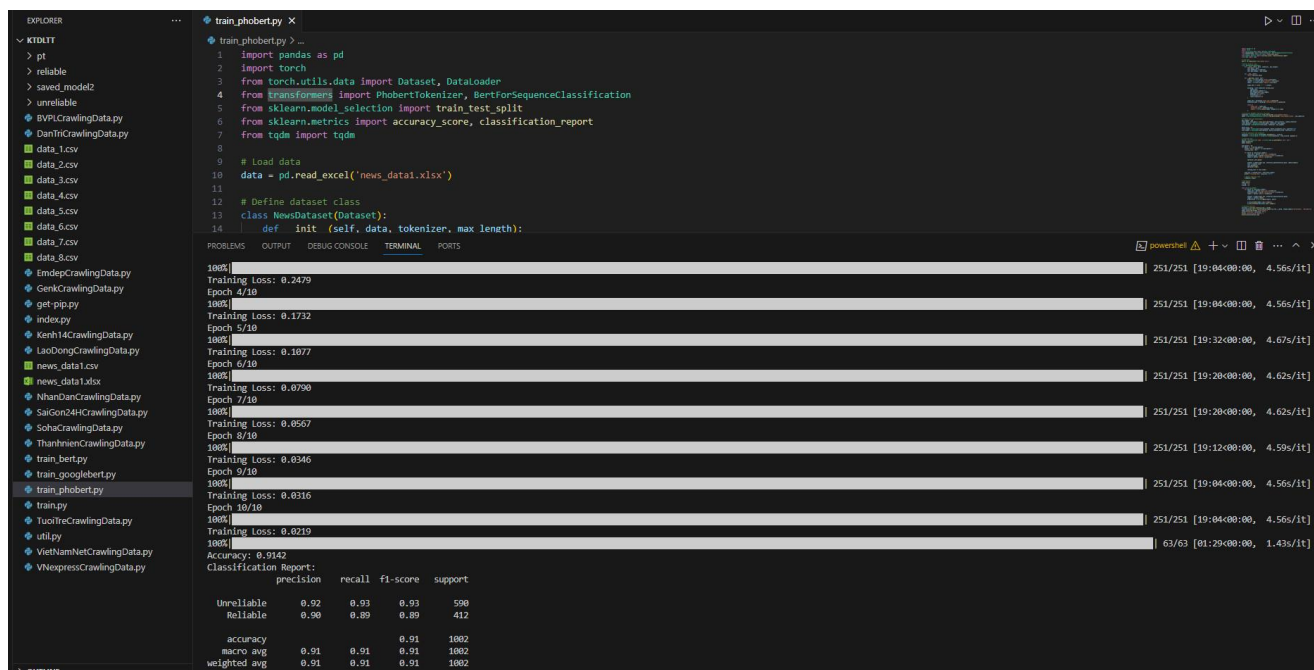 EXPLORER ...
KTDLTT
pt
reliable
saved_model2
unreliable
BVPLCrawlingData.py
DanTriCrawlingData.py
data_1.csv
data_2.csv
data_3.csv
data_4.csv
data_5.csv
data_6.csv
data_7.csv
data_8.csv
EmdepCrawlingData.py
GenkCrawlingData.py
get-pip.py
index.py
Kenh14CrawlingData.py
LaoDongCrawlingData.py
news_data1.csv
news_data1.xlsx
NhanDanCrawlingData.py
SaiGon24HCrawlingData.py
SohaCrawlingData.py
ThanhnienCrawlingData.py
train_bert.py
train_googlebert.py
train_phobert.py
train.py
TuoiTreCrawlingData.py
util.py
VietNamNetCrawlingData.py
VNexpressCrawlingData.py
train_phobert.py
train_phobert.py > ...
1 import pandas as pd
2 import torch
3 from torch.utils.data import Dataset, DataLoader
4 from transformers import PhobertTokenizer, BertForSequenceClassification
5 from sklearn.model_selection import train_test_split
6 from sklearn.metrics import accuracy_score, classification_report
7 from tqdm import tqdm
8
9 # Load data
10 data = pd.read_excel('news_data1.xlsx')
11
12 # Define dataset class
13 class NewsDataset(Dataset):
14 def __init__(self, data, tokenizer, max_length):
PROBLEMS OUTPUT DEBUG CONSOLE TERMINAL PORTS powershell
100%| | 251/251 [19:04<00:00, 4.56s/it]
Training Loss: 0.2479
Epoch 4/10
100%| | 251/251 [19:04<00:00, 4.56s/it]
Training Loss: 0.1732
Epoch 5/10
100%| | 251/251 [19:32<00:00, 4.67s/it]
Training Loss: 0.1077
Epoch 6/10
100%| | 251/251 [19:20<00:00, 4.62s/it]
Training Loss: 0.0790
Epoch 7/10
100%| | 251/251 [19:20<00:00, 4.62s/it]
Training Loss: 0.0567
Epoch 8/10
100%| | 251/251 [19:12<00:00, 4.59s/it]
Training Loss: 0.0346
Epoch 9/10
100%| | 251/251 [19:04<00:00, 4.56s/it]
Training Loss: 0.0316
Epoch 10/10
100%| | 251/251 [19:04<00:00, 4.56s/it]
Training Loss: 0.0219
100%| | 63/63 [01:29<00:00, 1.43s/it]
Accuracy: 0.9142
Classification Report:
precision recall f1-score support
Unreliable 0.92 0.93 0.93 590
Reliable 0.90 0.89 0.89 412
accuracy 0.91 1002
macro avg 0.91 0.91 0.91 1002
weighted avg 0.91 0.91 0.91 1002